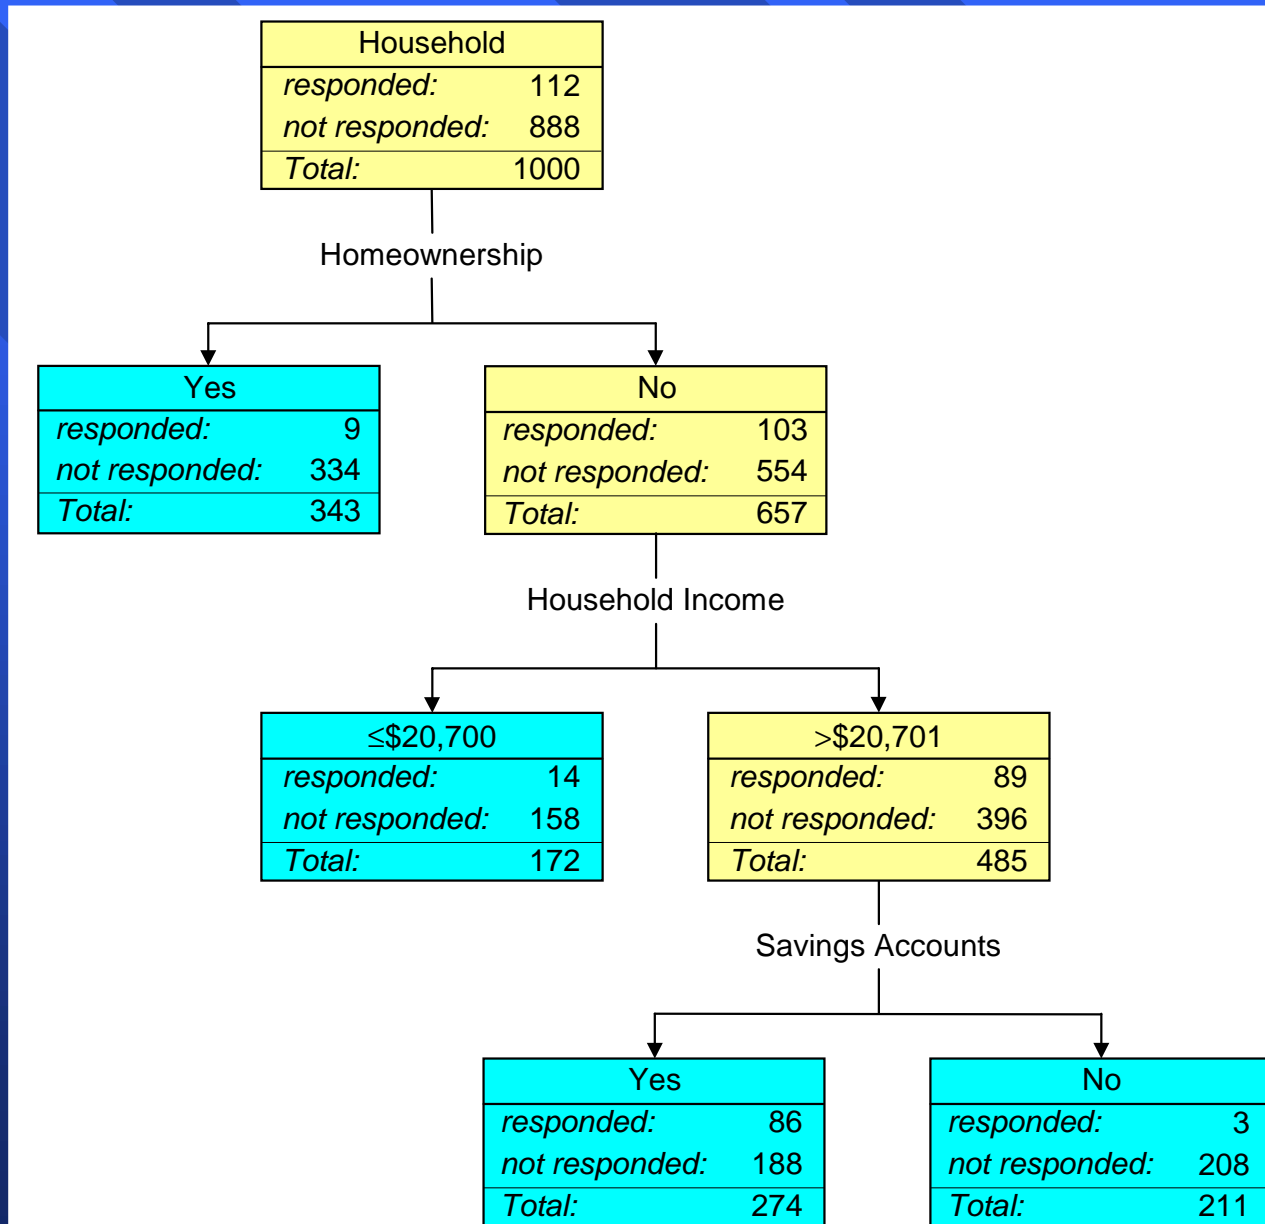 Household
responded: 112
not responded: 888
Total: 1000
Homeownership
Yes
responded: 9
not responded: 334
Total: 343
No
responded: 103
not responded: 554
Total: 657
Household Income
≤$20,700
responded: 14
not responded: 158
Total: 172
>$20,701
responded: 89
not responded: 396
Total: 485
Savings Accounts
Yes
responded: 86
not responded: 188
Total: 274
No
responded: 3
not responded: 208
Total: 211